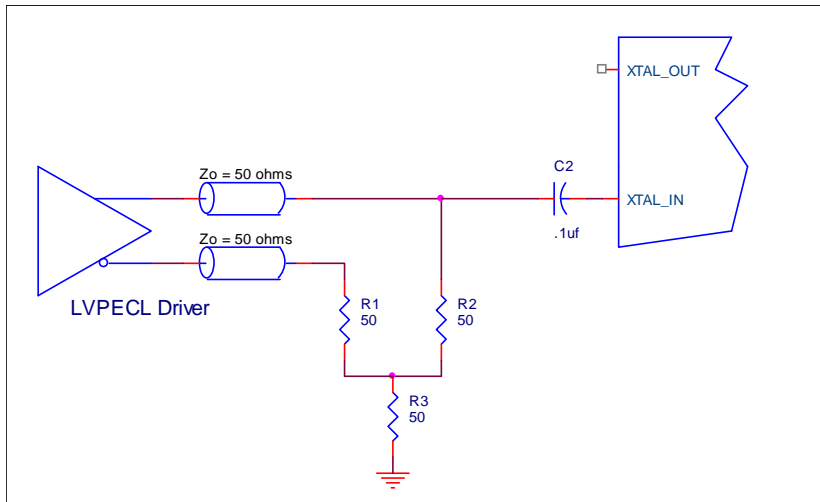 XTAL_OUT
C2
Zo = 50 ohms
XTAL_IN
.1uf
Zo = 50 ohms
LVPECL Driver
R1
50
R2
50
R3
50